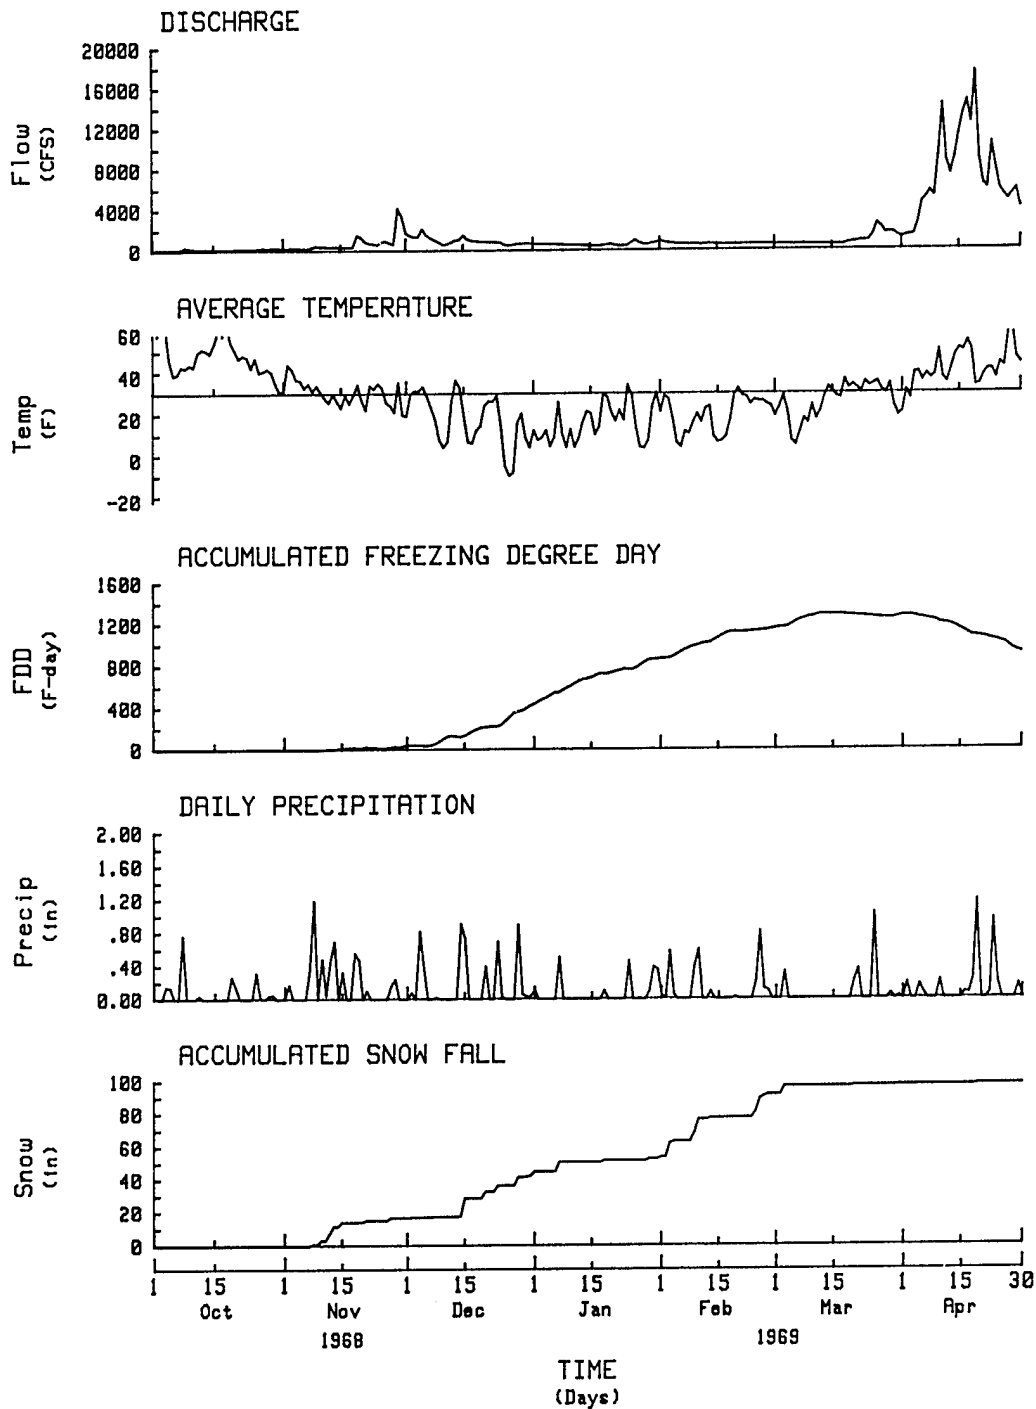 DISCHARGE
20000
16000
12000
8000
4000
0
Flow
(CFS)
AVERAGE TEMPERATURE
60
40
20
0
-20
Temp
(F)
ACCUMULATED FREEZING DEGREE DAY
1600
1200
800
400
0
FDD
(F-day)
DAILY PRECIPITATION
2.00
1.60
1.20
.80
.40
0.00
Precip
(in)
ACCUMULATED SNOW FALL
100
80
60
40
20
0
Snow
(in)
1 15 1 15 1 15 1 15 1 15 1 15 1 15 30
Oct Nov Dec Jan Feb Mar Apr
1968 1969
TIME
(Days)